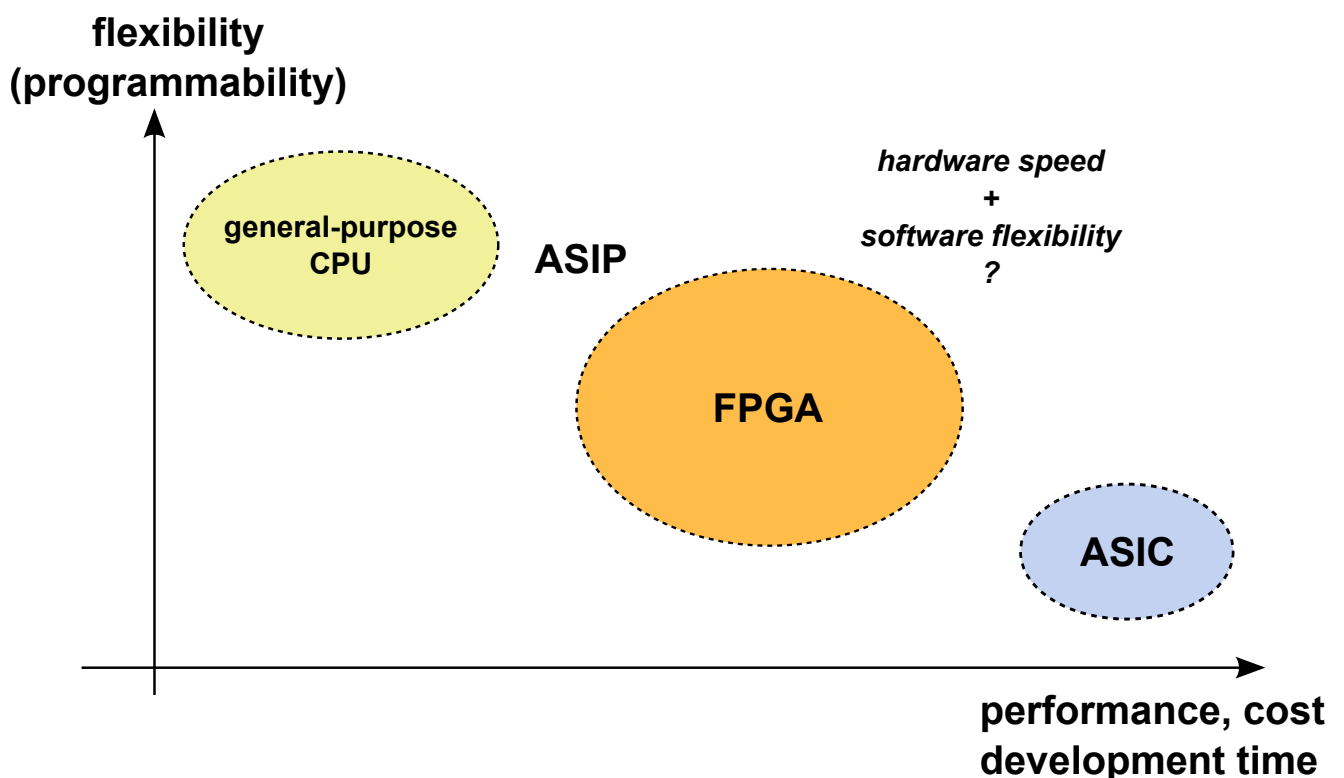 flexibility
(programmability)
hardware speed
+
software flexibility
?
general-purpose
CPU
ASIP
FPGA
ASIC
performance, cost
development time